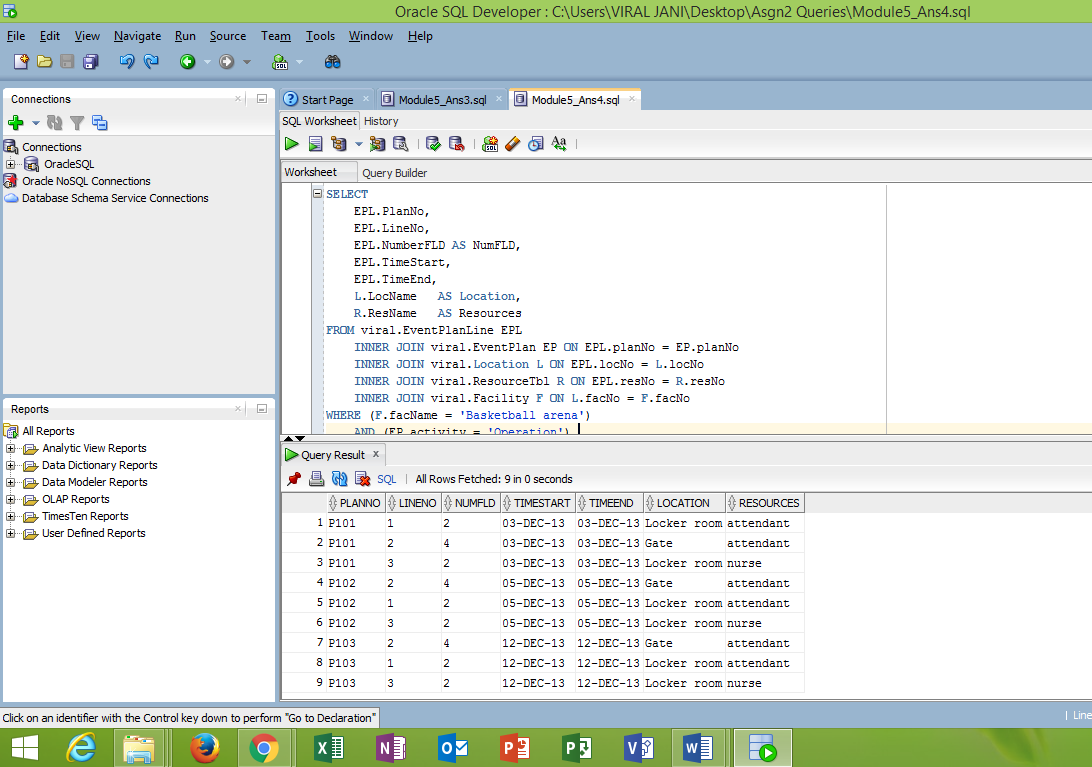 Oracle SQL Developer : C:\Users\VIRAL JANI\Desktop\Asgn2 Queries\Module5_Ans4.sql
File Edit View Navigate Run Source Team Tools Window Help
Connections
Connections
OracleSQL
Oracle NoSQL Connections
Database Schema Service Connections
Reports
All Reports
Analytic View Reports
Data Dictionary Reports
Data Modeler Reports
OLAP Reports
TimesTen Reports
User Defined Reports
Start Page Module5_Ans3.sql Module5_Ans4.sql
SQL Worksheet History
Worksheet Query Builder
SELECT
EPL.PlanNo,
EPL.LineNo,
EPL.NumberFLD AS NumFLD,
EPL.TimeStart,
EPL.TimeEnd,
L.LocName AS Location,
R.ResName AS Resources
FROM viral.EventPlanLine EPL
INNER JOIN viral.EventPlan EP ON EPL.planNo = EP.planNo
INNER JOIN viral.Location L ON EPL.locNo = L.locNo
INNER JOIN viral.ResourceTbl R ON EPL.resNo = R.resNo
INNER JOIN viral.Facility F ON L.facNo = F.facNo
WHERE (F.facName = 'Basketball arena')
AND (EP.activity = 'Operation')
Query Result
SQL All Rows Fetched: 9 in 0 seconds
PLANNO LINENO NUMFLD TIMESTART TIMEEND LOCATION RESOURCES
1 P101 1 2 03-DEC-13 03-DEC-13 Locker room attendant
2 P101 2 4 03-DEC-13 03-DEC-13 Gate attendant
3 P101 3 2 03-DEC-13 03-DEC-13 Locker room nurse
4 P102 2 4 05-DEC-13 05-DEC-13 Gate attendant
5 P102 1 2 05-DEC-13 05-DEC-13 Locker room attendant
6 P102 3 2 05-DEC-13 05-DEC-13 Locker room nurse
7 P103 2 4 12-DEC-13 12-DEC-13 Gate attendant
8 P103 1 2 12-DEC-13 12-DEC-13 Locker room attendant
9 P103 3 2 12-DEC-13 12-DEC-13 Locker room nurse
Click on an identifier with the Control key down to perform "Go to Declaration"
Line